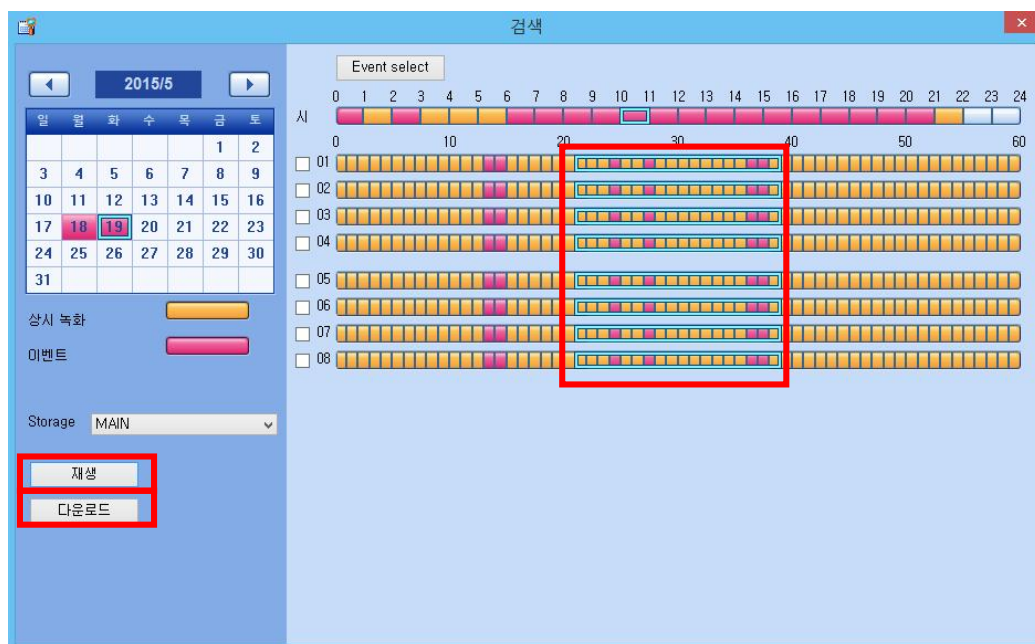 검색
Event select
2015/5
0 1 2 3 4 5 6 7 8 9 10 11 12 13 14 15 16 17 18 19 20 21 22 23 24
시
일 월 화 수 목 금 토
1 2
3 4 5 6 7 8 9
10 11 12 13 14 15 16
17 18 19 20 21 22 23
24 25 26 27 28 29 30
31
0 10 20 30 40 50 60
01
02
03
04
05
06
07
08
상시 녹화
이벤트
Storage MAIN
재생
다운로드